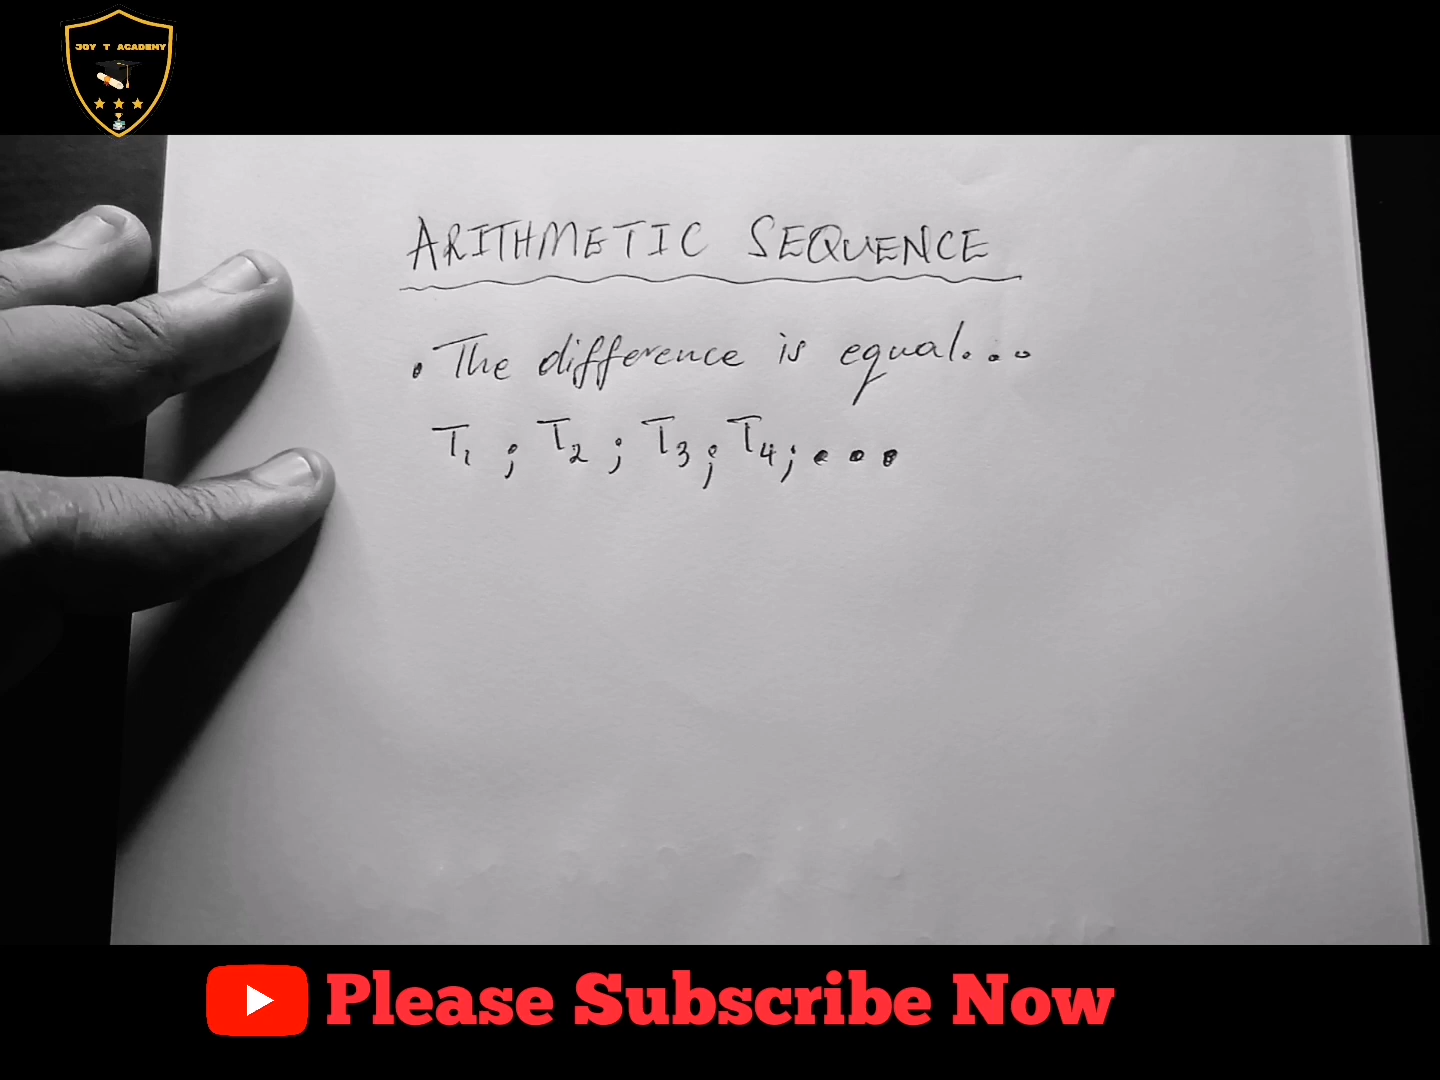 JOY T ACADEMY
ARITHMETIC SEQUENCE
• The difference is equal...
T₁ ; T₂ ; T₃ ; T₄ ; ...
Please Subscribe Now